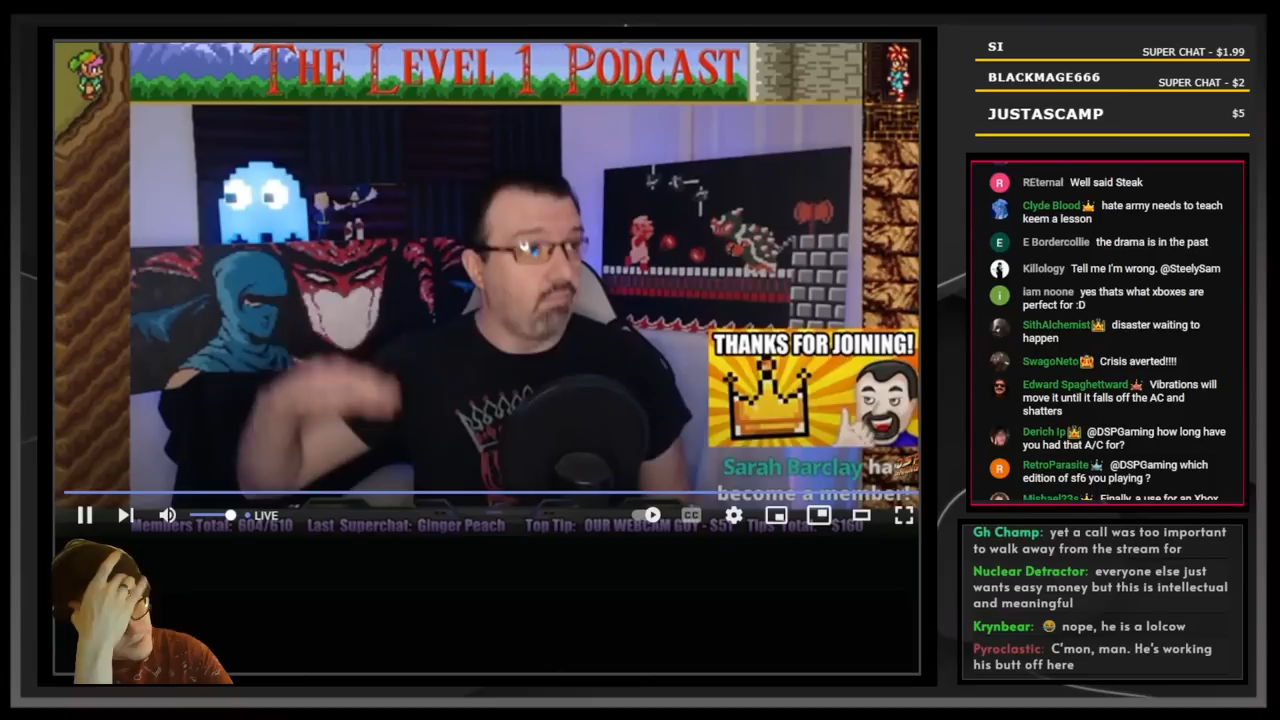 THE LEVEL 1 PODCAST
THANKS FOR JOINING!
Sarah Barclay ha
become a member!
LIVE
CC
Members Total: 604/610 Last Superchat: Ginger Peach Top Tip: OUR WEBCAM GUY - $51 Tips Total: $160
SI
SUPER CHAT - $1.99
BLACKMAGE666
SUPER CHAT - $2
JUSTASCAMP
$5
R REternal Well said Steak
Clyde Blood hate army needs to teach
keem a lesson
E E Bordercollie the drama is in the past
Killology Tell me I'm wrong. @SteelySam
i iam noone yes thats what xboxes are
perfect for :D
SithAlchemist disaster waiting to
happen
SwagoNeto Crisis averted!!!!
Edward Spaghettward Vibrations will
move it until it falls off the AC and
shatters
Derich Ip @DSPGaming how long have
you had that A/C for?
R RetroParasite @DSPGaming which
edition of sf6 you playing ?
Mishael23s Finally, a use for an Xbox
Gh Champ: yet a call was too important
to walk away from the stream for
Nuclear Detractor: everyone else just
wants easy money but this is intellectual
and meaningful
Krynbear: nope, he is a lolcow
Pyroclastic: C'mon, man. He's working
his butt off here